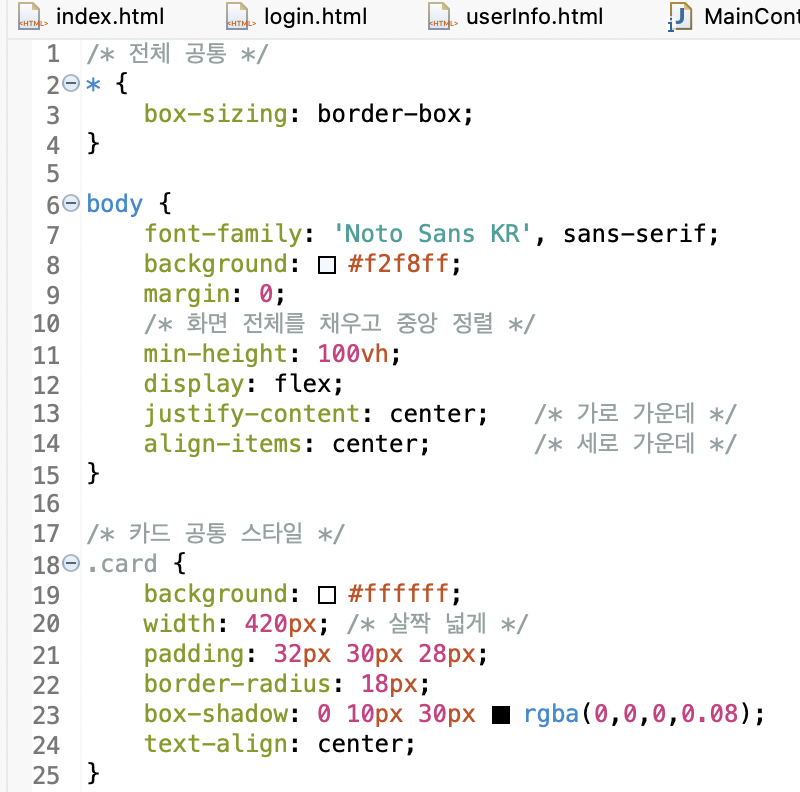 index.html login.html userInfo.html MainCont
1 /* 전체 공통 */
2 * {
3     box-sizing: border-box;
4 }
5
6 body {
7     font-family: 'Noto Sans KR', sans-serif;
8     background: #f2f8ff;
9     margin: 0;
10     /* 화면 전체를 채우고 중앙 정렬 */
11     min-height: 100vh;
12     display: flex;
13     justify-content: center;   /* 가로 가운데 */
14     align-items: center;       /* 세로 가운데 */
15 }
16
17 /* 카드 공통 스타일 */
18 .card {
19     background: #ffffff;
20     width: 420px; /* 살짝 넓게 */
21     padding: 32px 30px 28px;
22     border-radius: 18px;
23     box-shadow: 0 10px 30px rgba(0,0,0,0.08);
24     text-align: center;
25 }